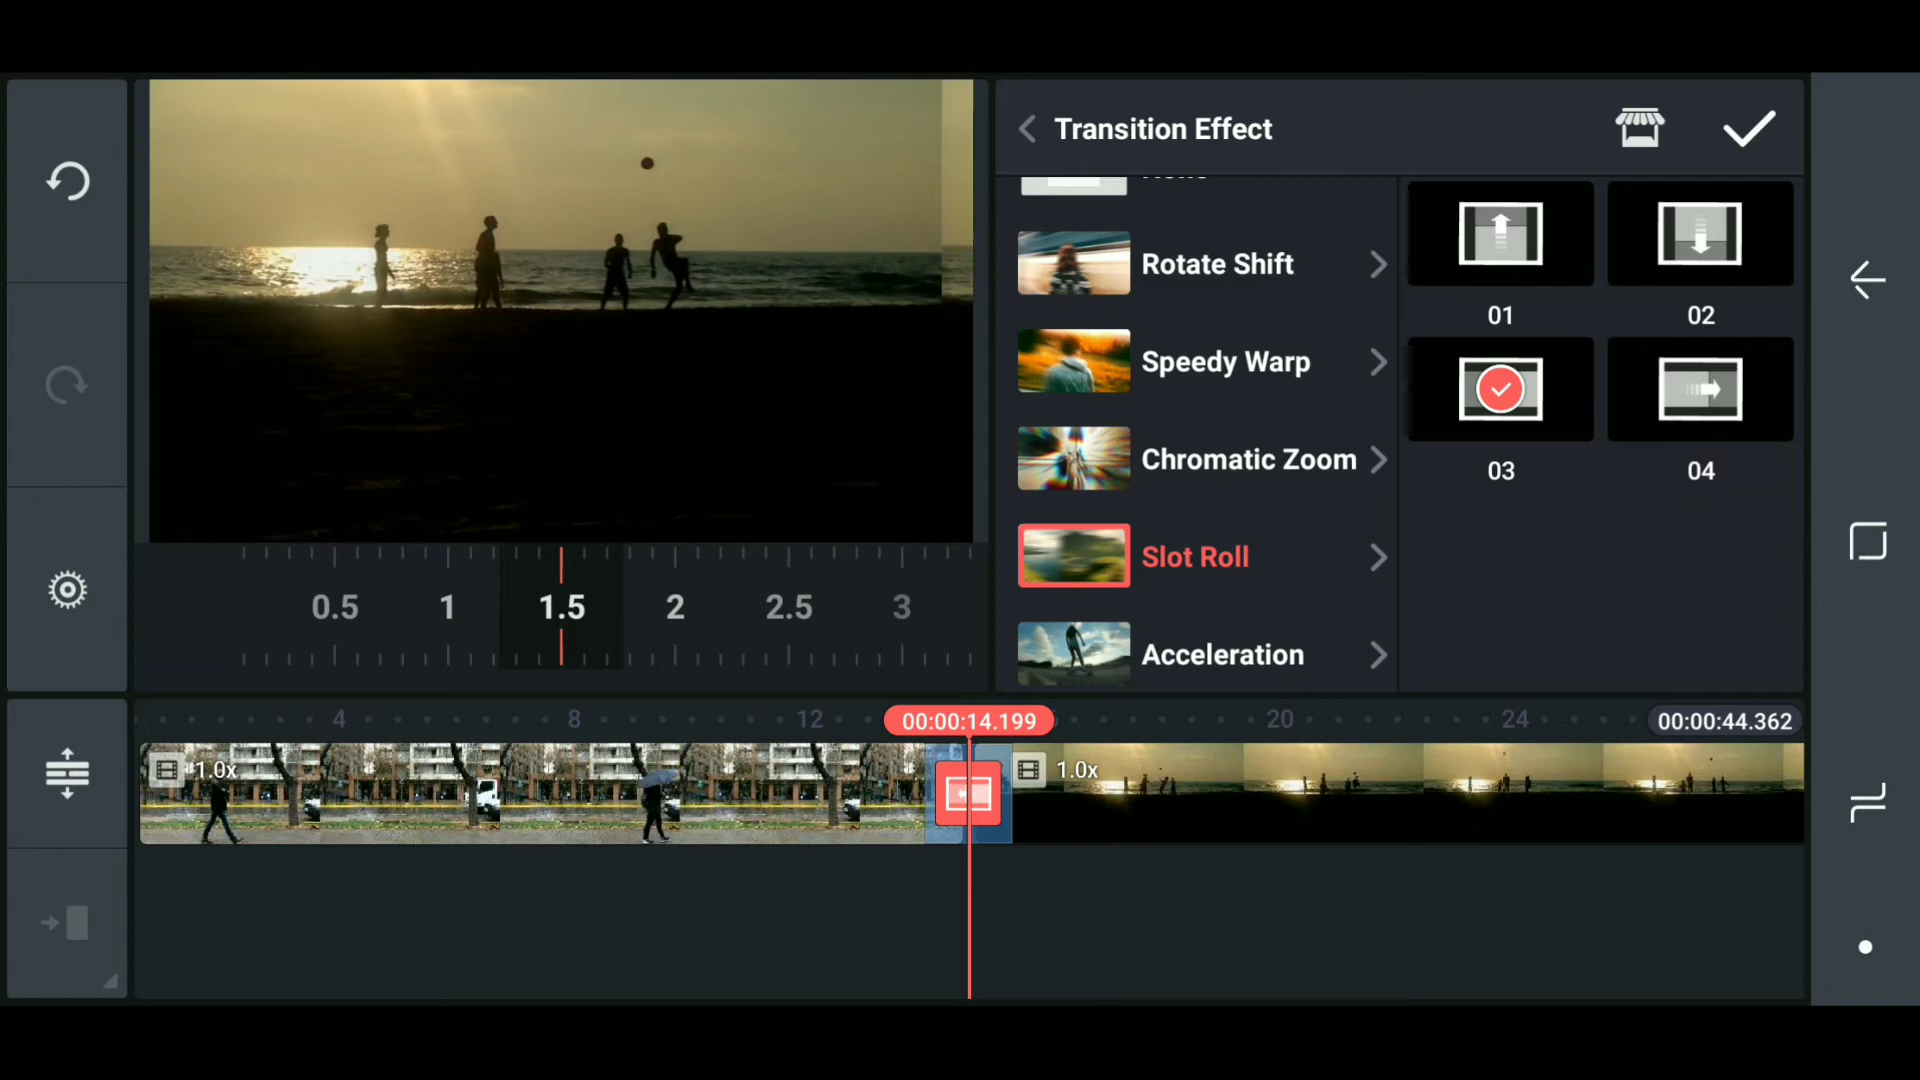 Transition Effect
Rotate Shift
Speedy Warp
Chromatic Zoom
Slot Roll
Acceleration
01
02
03
04
0.5
1
1.5
2
2.5
3
4
8
12
00:00:14.199
20
24
00:00:44.362
1.0x
1.0x